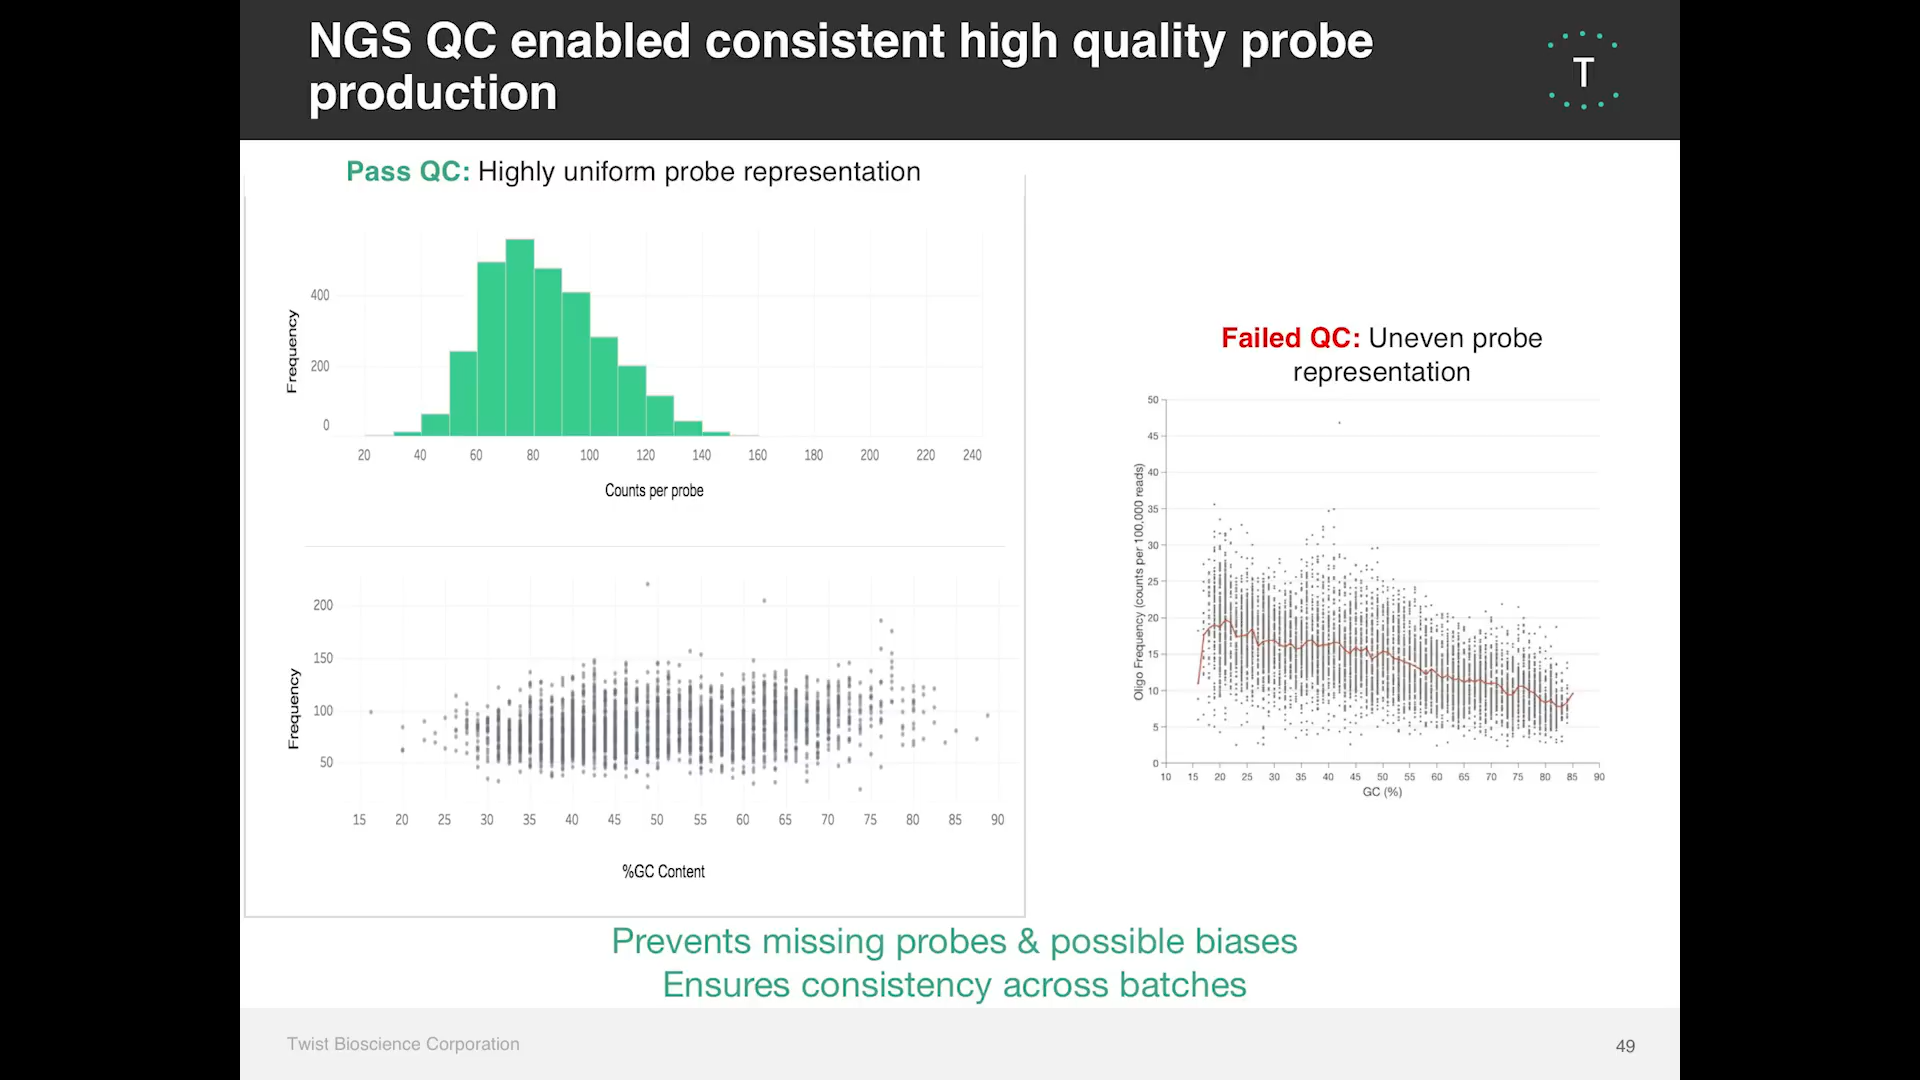 NGS QC enabled consistent high quality probe
production
T
Pass QC: Highly uniform probe representation
Frequency
400
200
0
20 40 60 80 100 120 140 160 180 200 220 240
Counts per probe
Frequency
200
150
100
50
15 20 25 30 35 40 45 50 55 60 65 70 75 80 85 90
%GC Content
Failed QC: Uneven probe
representation
Oligo Frequency (counts per 100,000 reads)
50
45
40
35
30
25
20
15
10
5
0
10 15 20 25 30 35 40 45 50 55 60 65 70 75 80 85 90
GC (%)
Prevents missing probes & possible biases
Ensures consistency across batches
Twist Bioscience Corporation
49